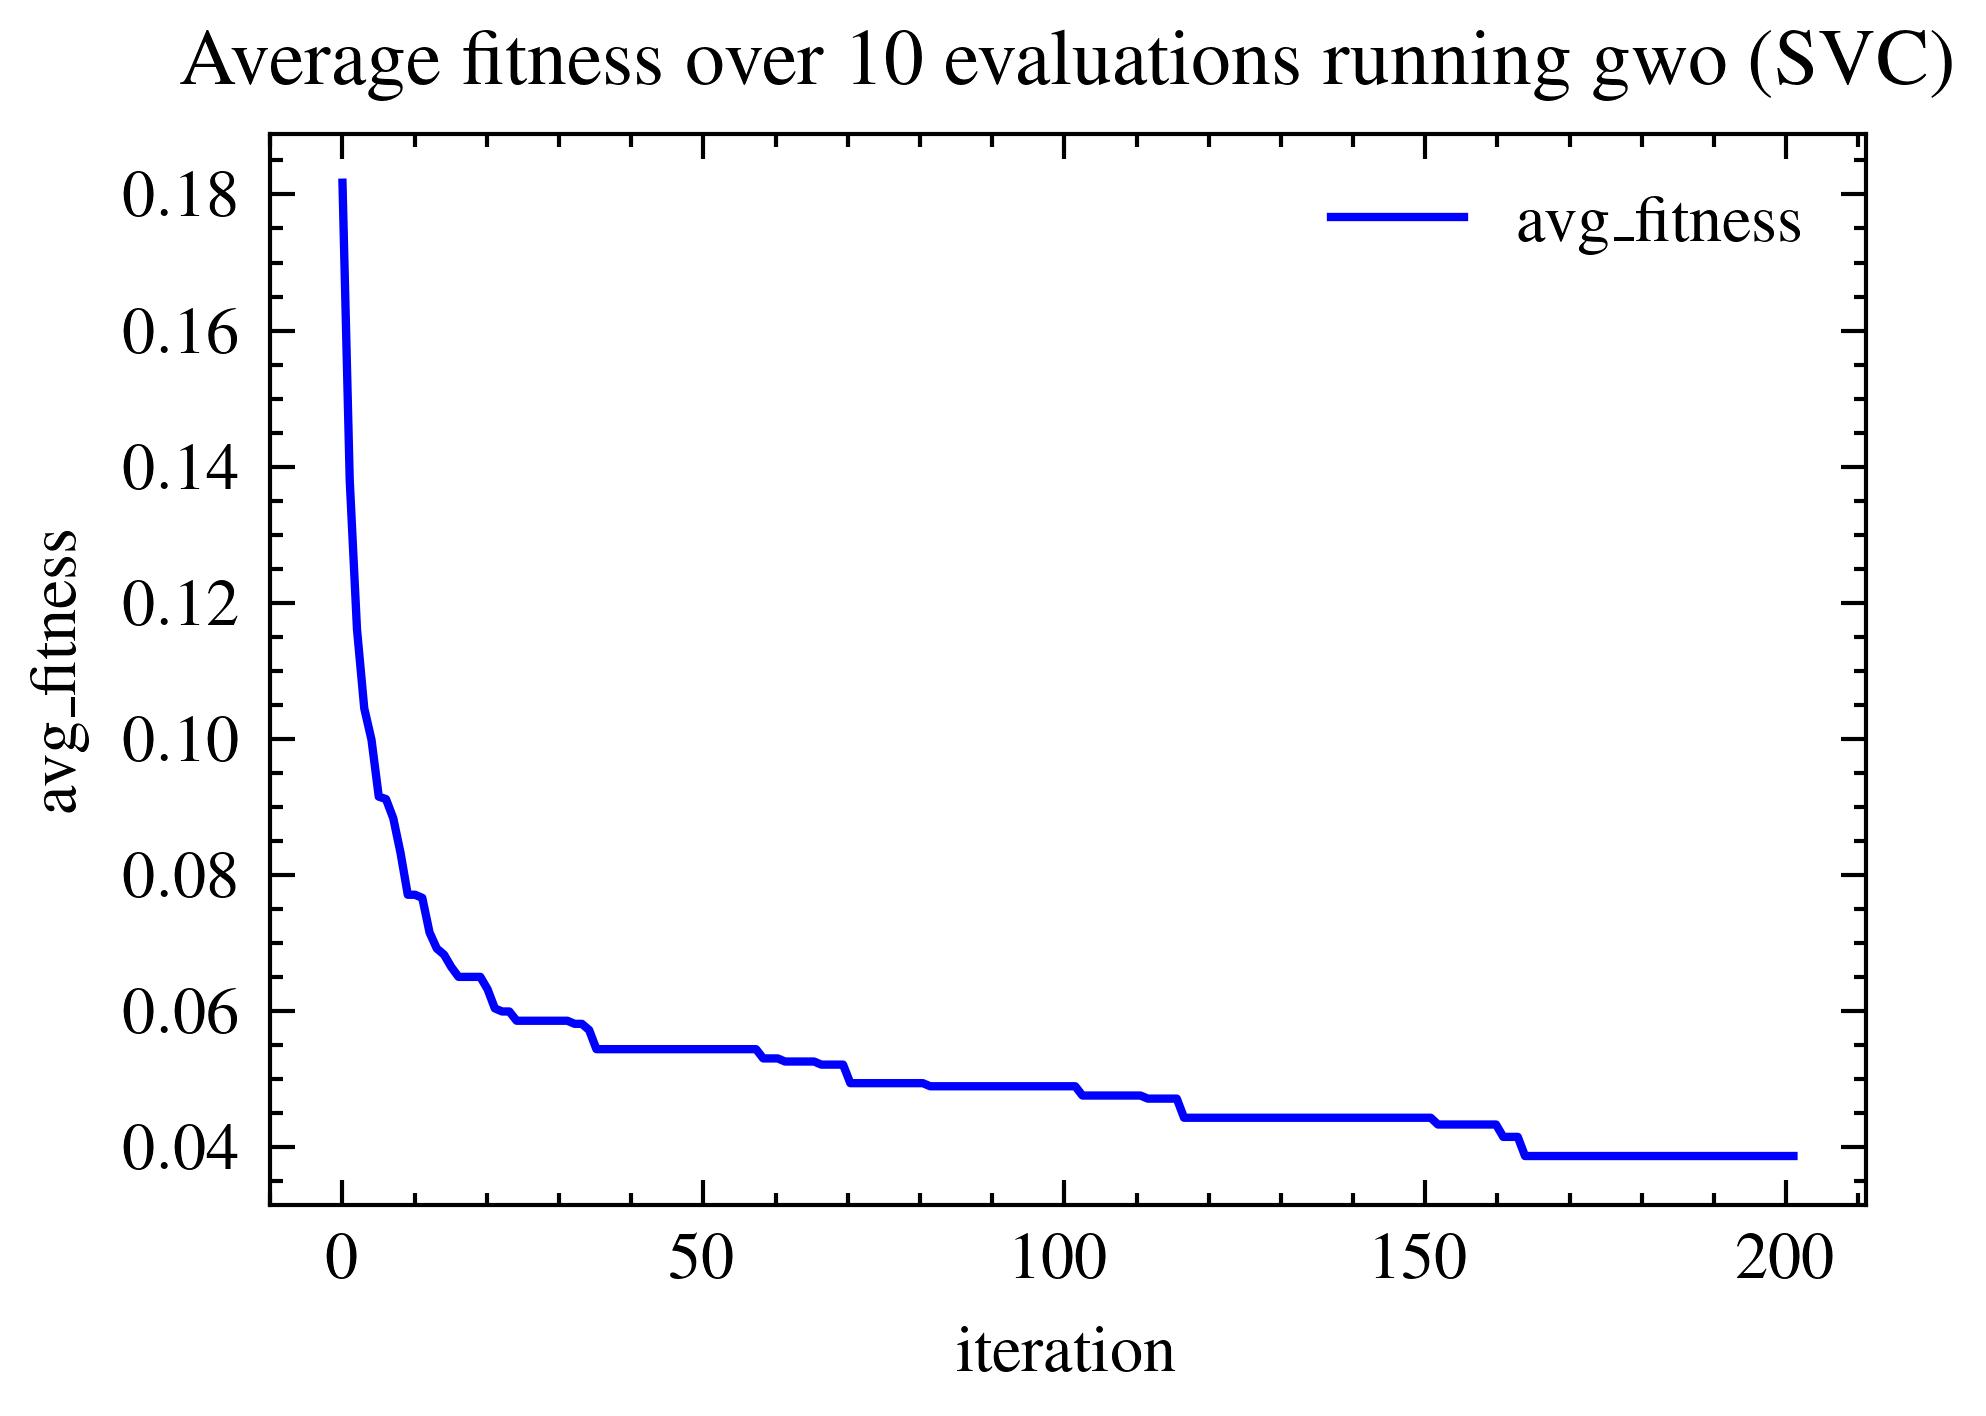 Average fitness over 10 evaluations running gwo (SVC)
avg_fitness
0.18
0.16
0.14
0.12
0.10
0.08
0.06
0.04
avg_fitness
0 50 100 150 200
iteration